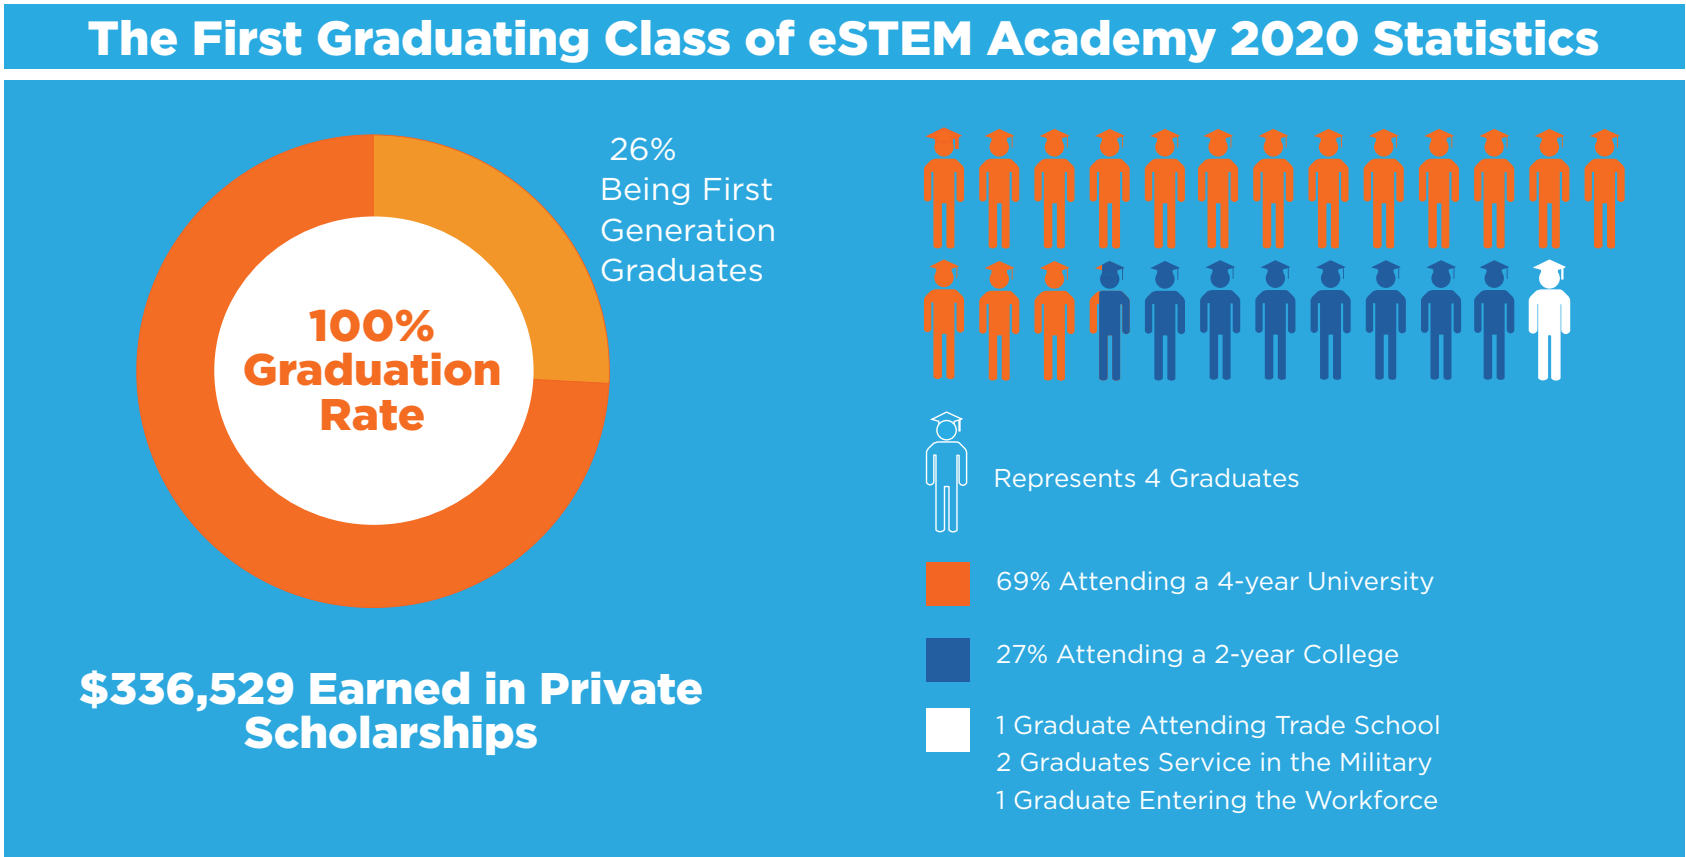 The First Graduating Class of eSTEM Academy 2020 Statistics
26%
Being First
Generation
Graduates
100%
Graduation
Rate
$336,529 Earned in Private
Scholarships
Represents 4 Graduates
69% Attending a 4-year University
27% Attending a 2-year College
1 Graduate Attending Trade School
2 Graduates Service in the Military
1 Graduate Entering the Workforce